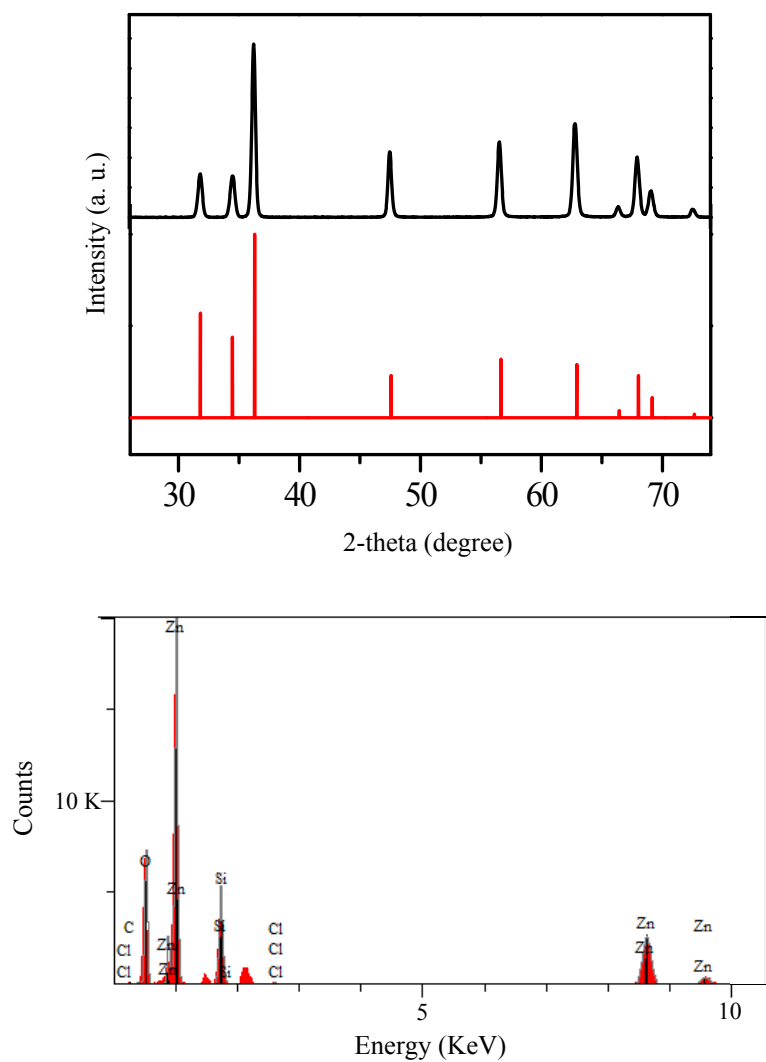 Intensity (a. u.)
30 40 50 60 70
2-theta (degree)
Zn
Counts
10 K
O
Zn
Si
C
Cl
Cl
Zn
Zn
Si
Si
Cl
Cl
Cl
Zn
Zn
Zn
Zn
5 10
Energy (KeV)